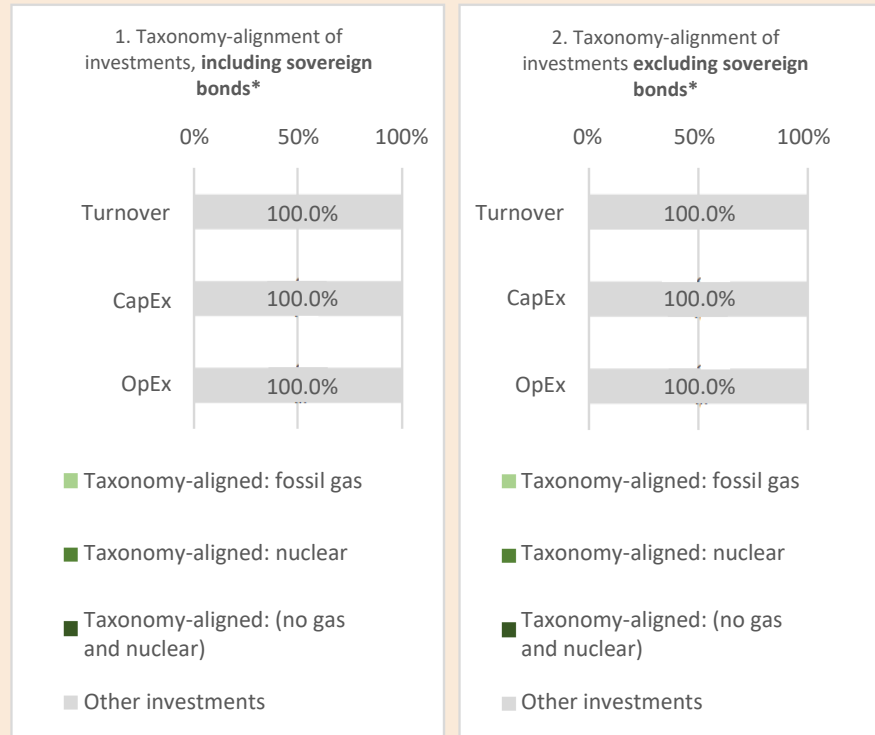 1. Taxonomy-alignment of
investments, including sovereign
bonds*
0% 50% 100%
Turnover 100.0%
CapEx 100.0%
OpEx 100.0%
Taxonomy-aligned: fossil gas
Taxonomy-aligned: nuclear
Taxonomy-aligned: (no gas
and nuclear)
Other investments
2. Taxonomy-alignment of
investments excluding sovereign
bonds*
0% 50% 100%
Turnover 100.0%
CapEx 100.0%
OpEx 100.0%
Taxonomy-aligned: fossil gas
Taxonomy-aligned: nuclear
Taxonomy-aligned: (no gas
and nuclear)
Other investments